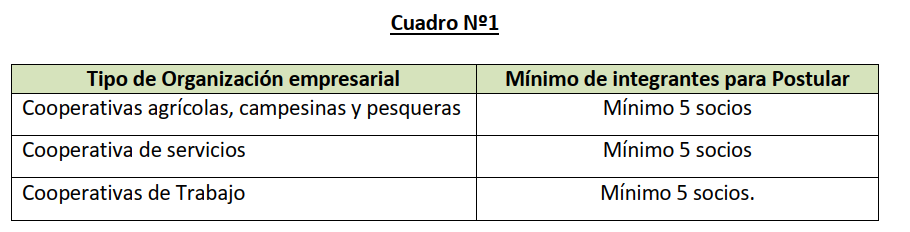 Cuadro Nº1
Tipo de Organización empresarial Mínimo de integrantes para Postular
Cooperativas agrícolas, campesinas y pesqueras Mínimo 5 socios
Cooperativa de servicios Mínimo 5 socios
Cooperativas de Trabajo Mínimo 5 socios.